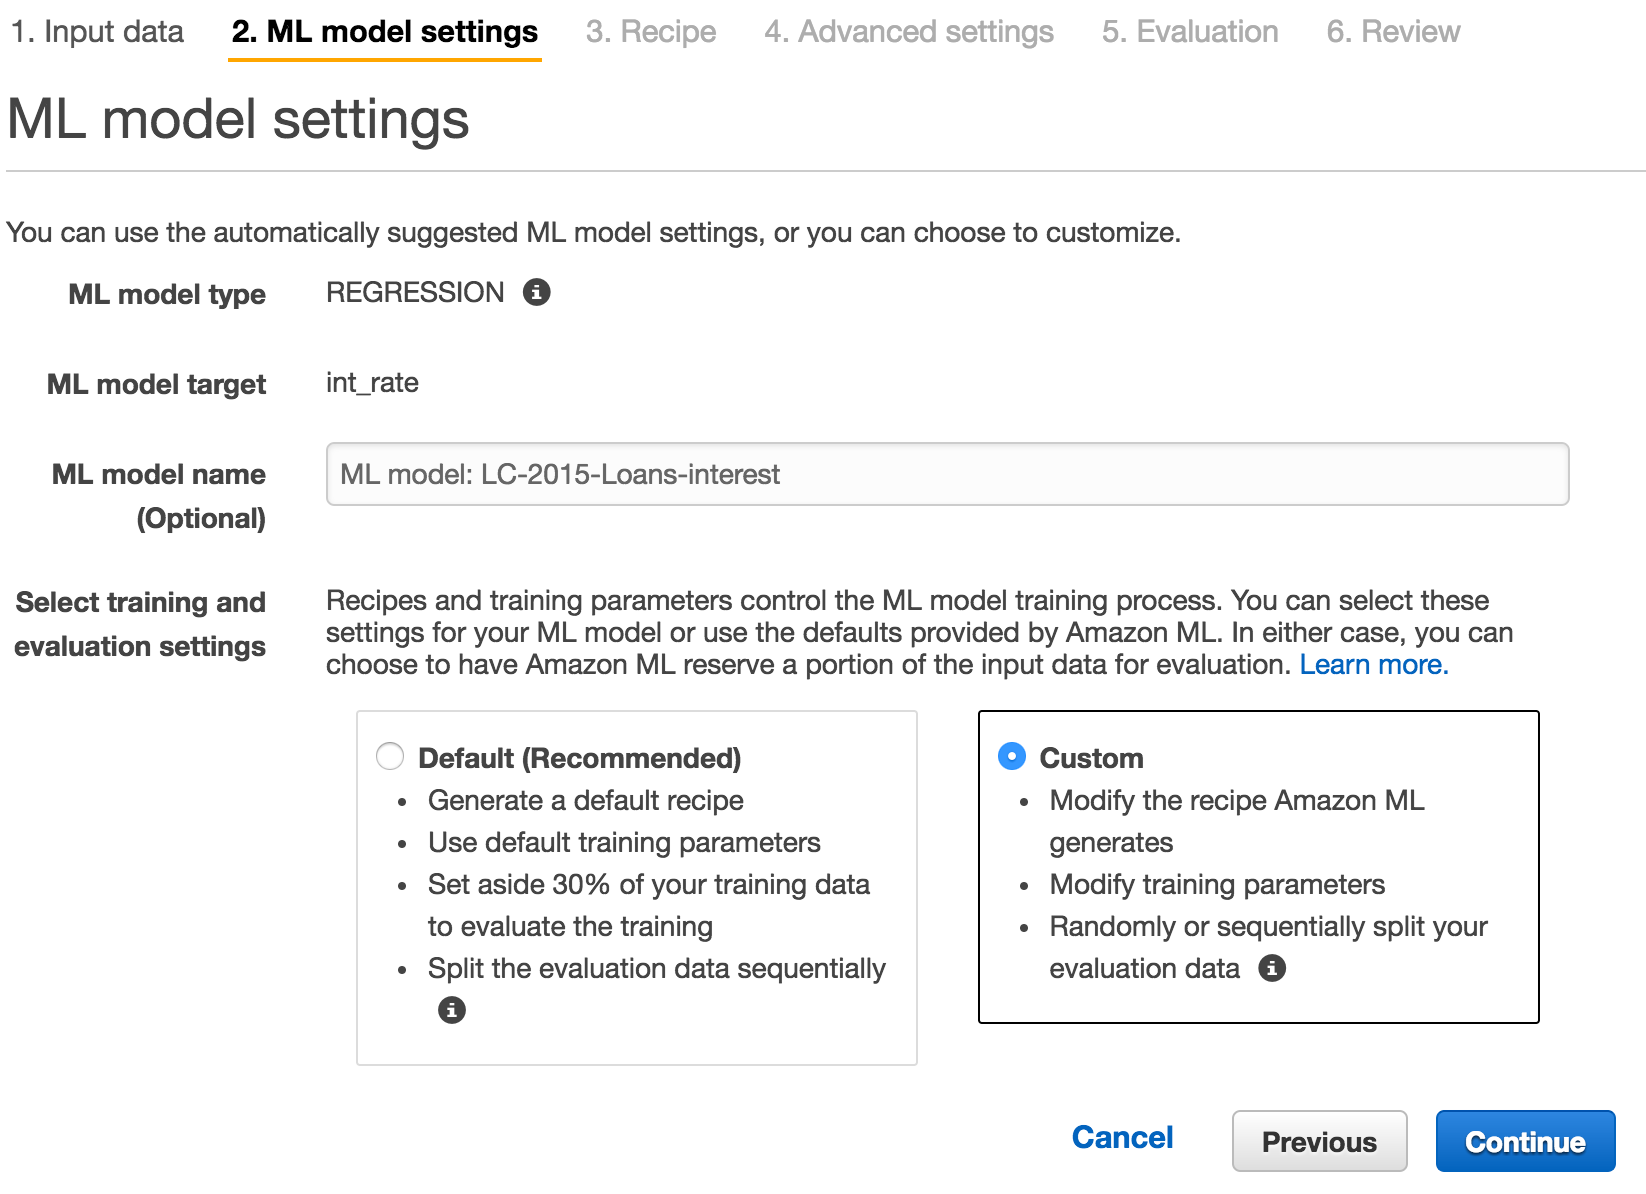 1. Input data 2. ML model settings 3. Recipe 4. Advanced settings 5. Evaluation 6. Review
ML model settings
You can use the automatically suggested ML model settings, or you can choose to customize.
ML model type REGRESSION
ML model target int_rate
ML model name
(Optional)
ML model: LC-2015-Loans-interest
Select training and
evaluation settings
Recipes and training parameters control the ML model training process. You can select these
settings for your ML model or use the defaults provided by Amazon ML. In either case, you can
choose to have Amazon ML reserve a portion of the input data for evaluation. Learn more.
Default (Recommended)
• Generate a default recipe
• Use default training parameters
• Set aside 30% of your training data
to evaluate the training
• Split the evaluation data sequentially
Custom
• Modify the recipe Amazon ML
generates
• Modify training parameters
• Randomly or sequentially split your
evaluation data
Cancel Previous Continue